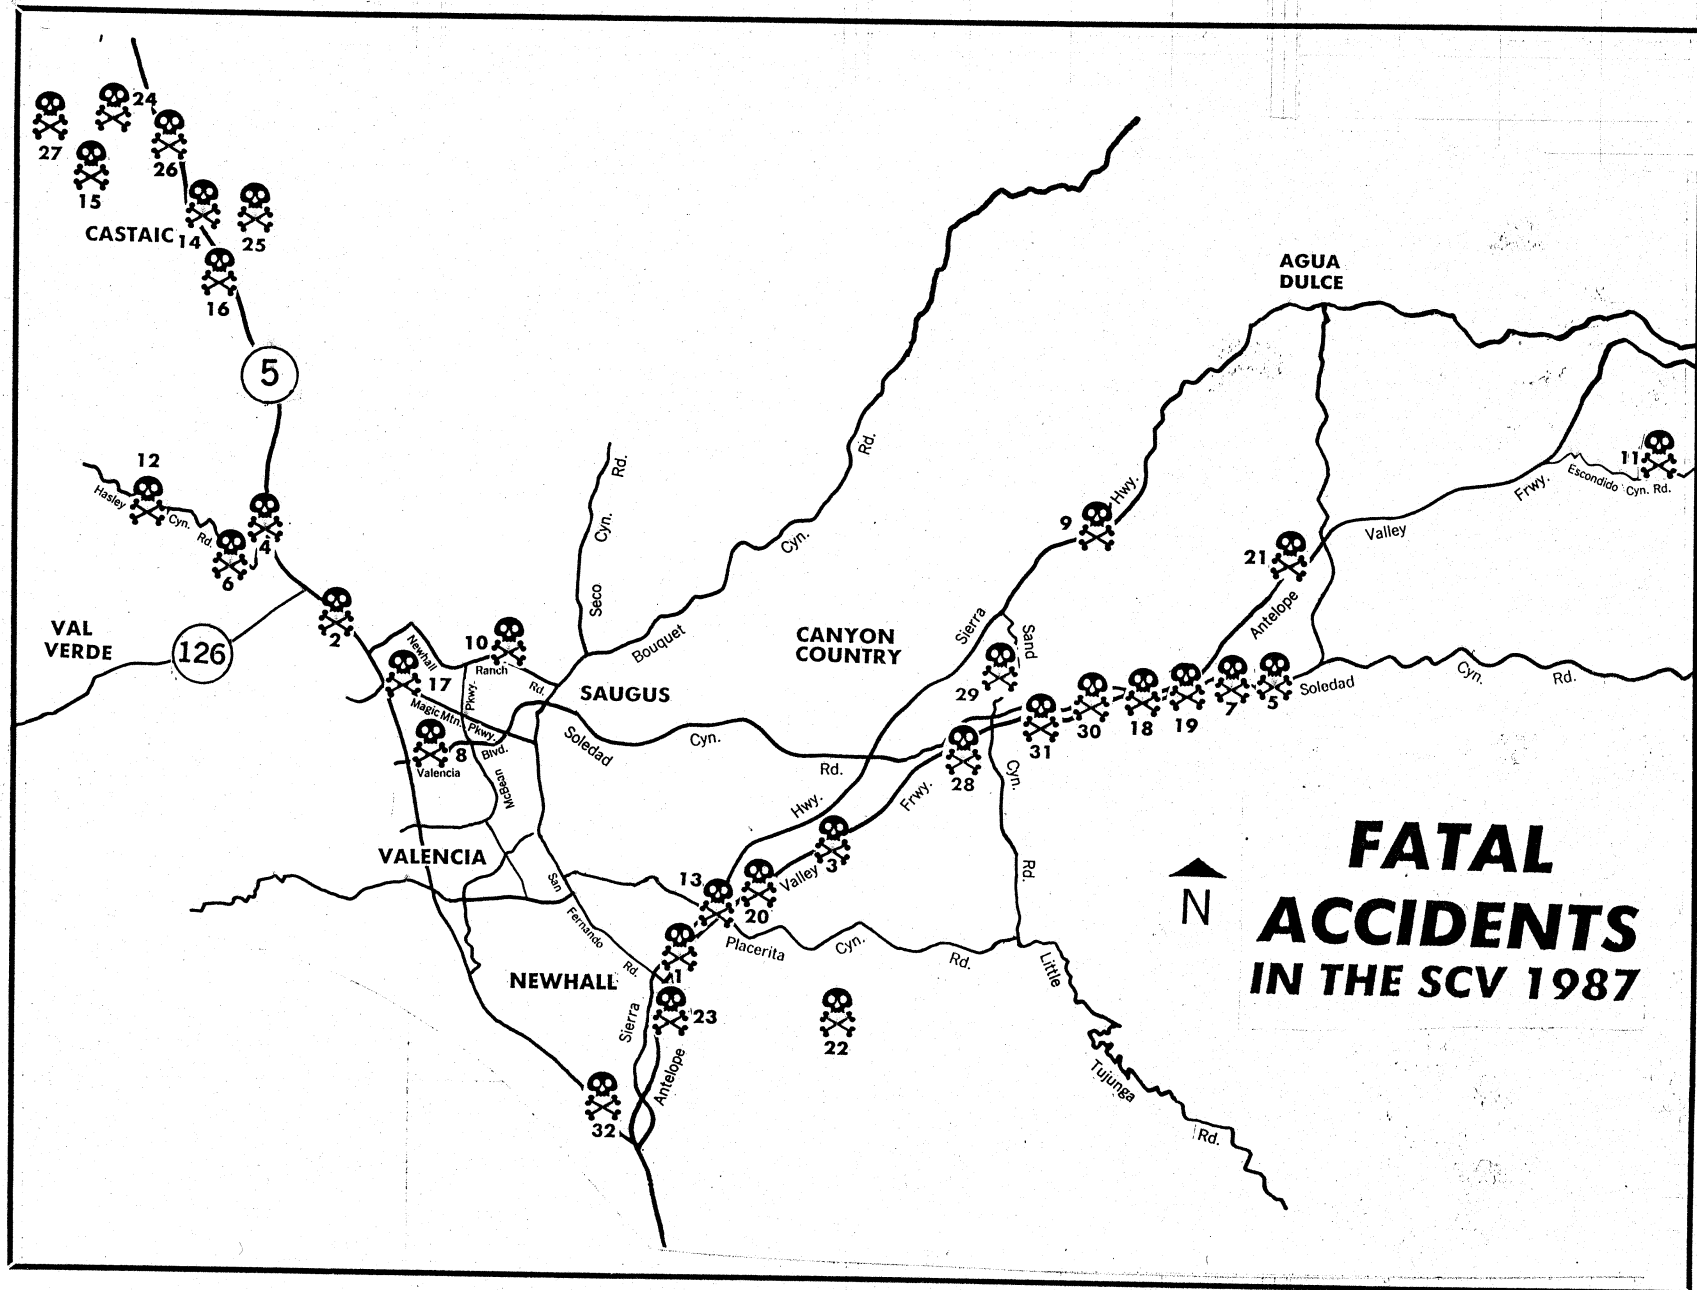 24
27
26
15
CASTAIC
14
25
16
5
AGUA
DULCE
12
Hasley
Cyn.
Rd.
6
4
2
VAL
VERDE
126
Seco
Cyn.
Rd.
Bouquet
Cyn.
Rd.
9
Sierra
Hwy.
11
Escondido Cyn. Rd.
21
Antelope
Valley
Frwy.
10
Newhall
Ranch
Rd.
17
Magic Mtn. Pkwy.
Pkwy.
8
Valencia
Blvd.
McBean
SAUGUS
CANYON
COUNTRY
Sand
29
Soledad
Cyn.
Rd.
31
30
18
19
7
5
Soledad
Cyn.
Rd.
28
Cyn.
Rd.
Hwy.
Frwy.
3
Valley
20
13
VALENCIA
San
Fernando
Rd.
Placerita
Cyn.
Rd.
NEWHALL
1
23
22
Sierra
Antelope
32
Little
Tujunga
Rd.
N
FATAL
ACCIDENTS
IN THE SCV 1987